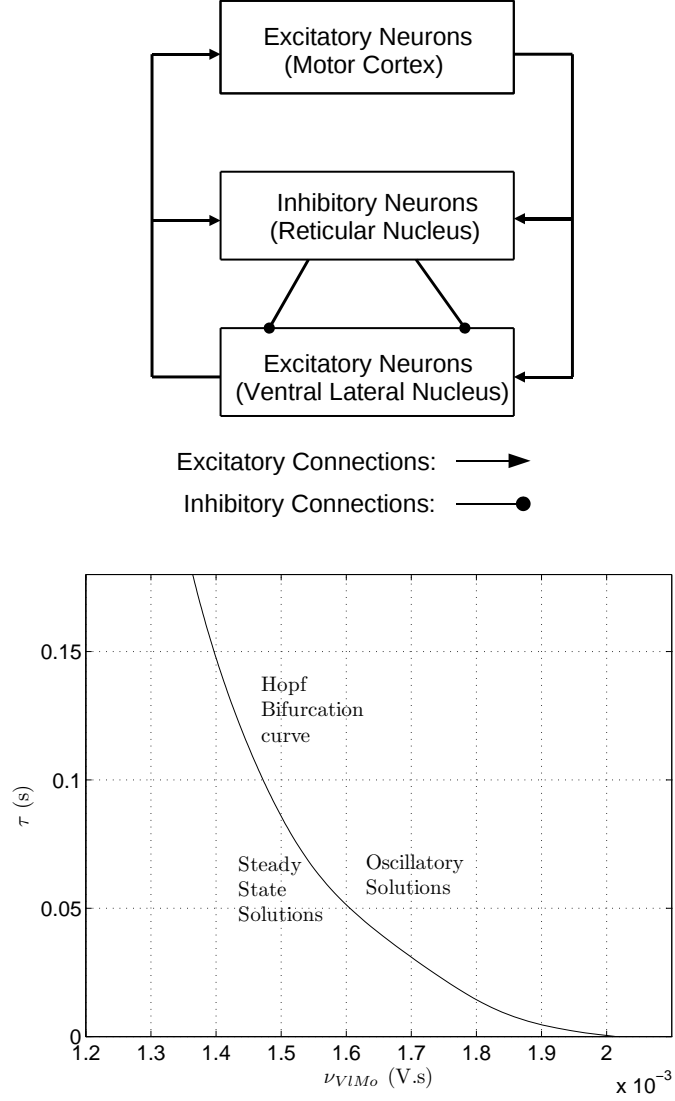 Excitatory Neurons
(Motor Cortex)
Inhibitory Neurons
(Reticular Nucleus)
Excitatory Neurons
(Ventral Lateral Nucleus)
Excitatory Connections:
Inhibitory Connections:
0.15
0.1
0.05
0
τ (s)
Hopf
Bifurcation
curve
Steady
State
Solutions
Oscillatory
Solutions
1.2 1.3 1.4 1.5 1.6 1.7 1.8 1.9 2
ν_{VlMo} (V.s)
x 10⁻³